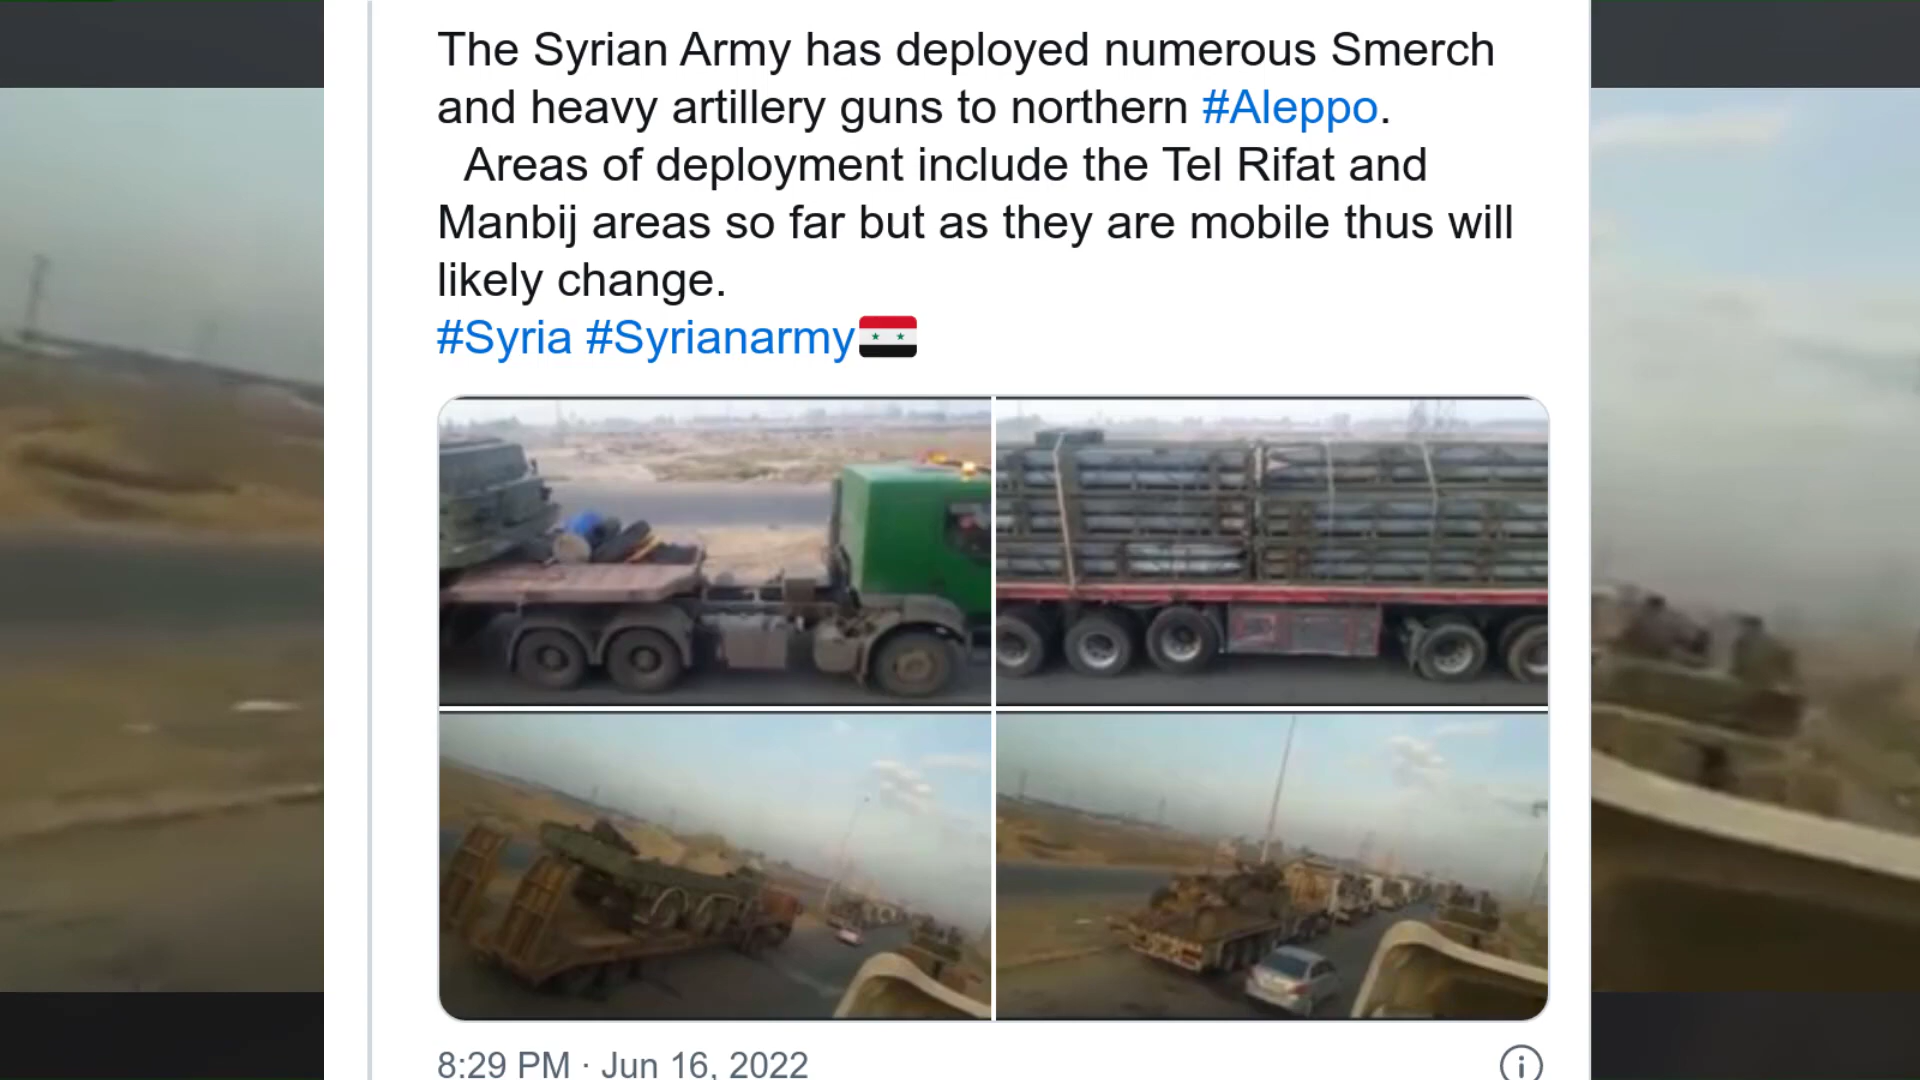 The Syrian Army has deployed numerous Smerch
and heavy artillery guns to northern #Aleppo.
Areas of deployment include the Tel Rifat and
Manbij areas so far but as they are mobile thus will
likely change.
#Syria #Syrianarmy🇸🇾
8:29 PM · Jun 16, 2022